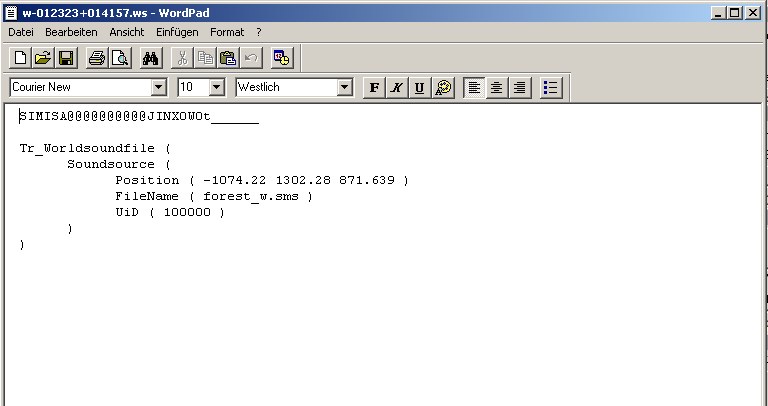 w-012323+014157.ws - WordPad
Datei Bearbeiten Ansicht Einfügen Format ?
Courier New 10 Westlich F K U
SIMISA@@@@@@@@@@JINX0W0t______
Tr_Worldsoundfile (
Soundsource (
Position ( -1074.22 1302.28 871.639 )
FileName ( forest_w.sms )
UiD ( 100000 )
)
)